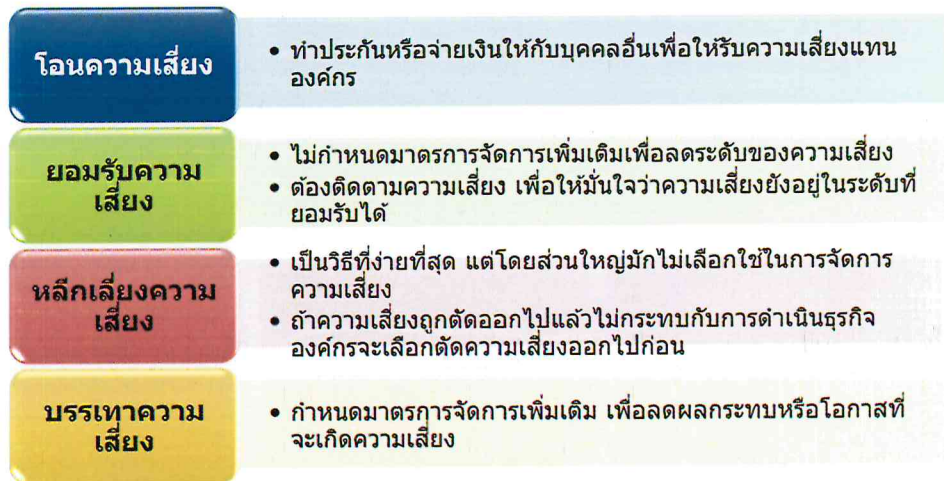 โอนความเสี่ยง
• ทำประกันหรือจ่ายเงินให้กับบุคคลอื่นเพื่อให้รับความเสี่ยงแทน
องค์กร
ยอมรับความ
เสี่ยง
• ไม่กำหนดมาตรการจัดการเพิ่มเติมเพื่อลดระดับของความเสี่ยง
• ต้องติดตามความเสี่ยง เพื่อให้มั่นใจว่าความเสี่ยงยังอยู่ในระดับที่
ยอมรับได้
หลีกเลี่ยงความ
เสี่ยง
• เป็นวิธีที่ง่ายที่สุด แต่โดยส่วนใหญ่มักไม่เลือกใช้ในการจัดการ
ความเสี่ยง
• ถ้าความเสี่ยงถูกตัดออกไปแล้วไม่กระทบกับการดำเนินธุรกิจ
องค์กรจะเลือกตัดความเสี่ยงออกไปก่อน
บรรเทาความ
เสี่ยง
• กำหนดมาตรการจัดการเพิ่มเติม เพื่อลดผลกระทบหรือโอกาสที่
จะเกิดความเสี่ยง